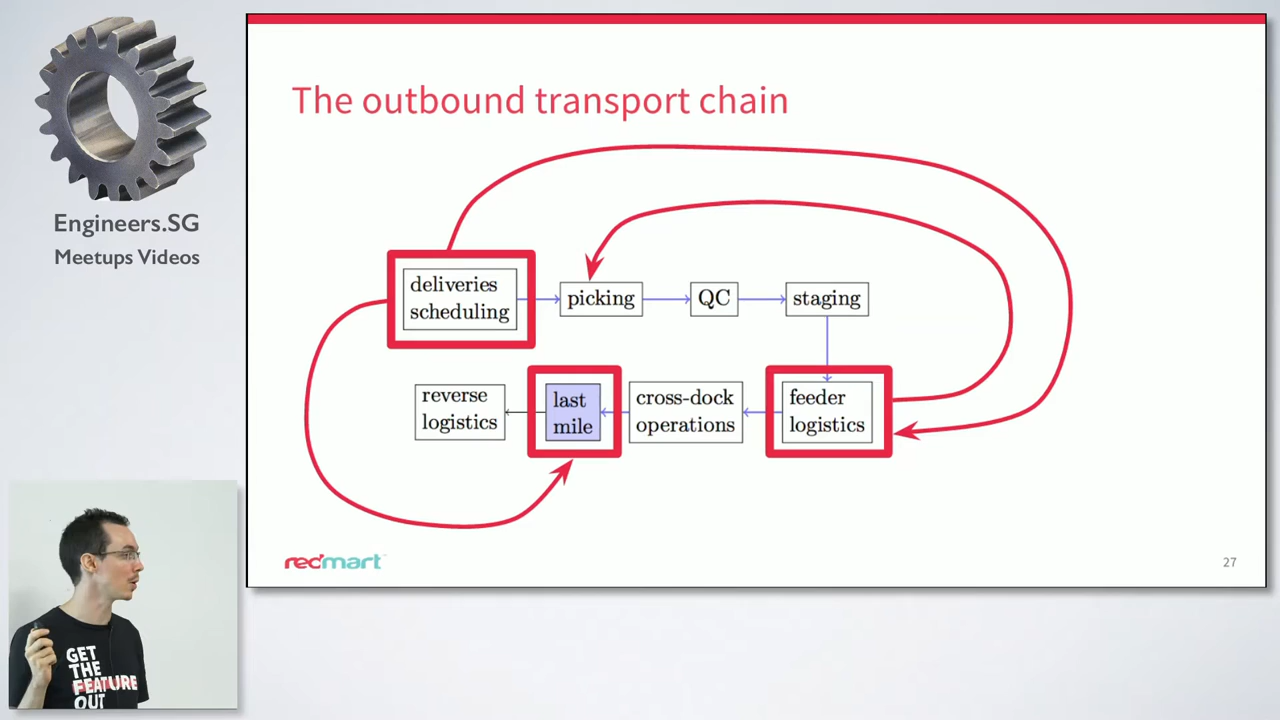 Engineers.SG
Meetups Videos
The outbound transport chain
deliveries
scheduling
picking
QC
staging
reverse
logistics
last
mile
cross-dock
operations
feeder
logistics
redmart
27
GET
THE
FEATURE
OUT